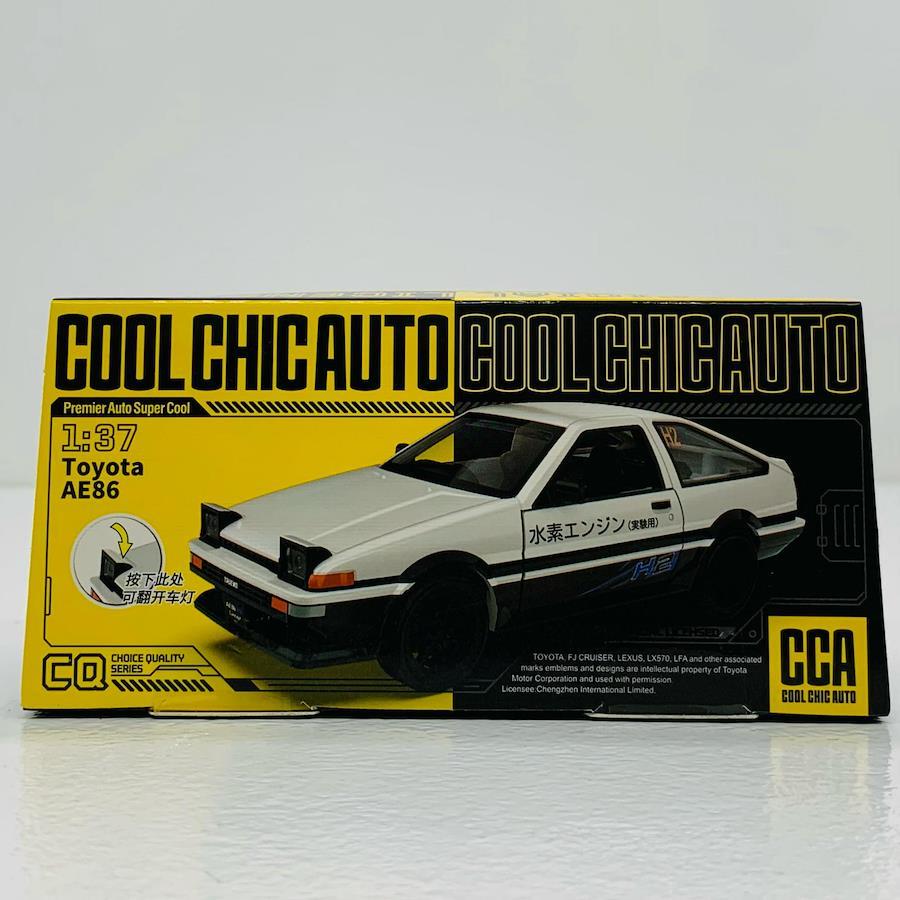 COOL CHIC AUTO COOL CHIC AUTO
Premier Auto Super Cool
1:37
Toyota
AE86
H2
水素エンジン(実験用)
H2
TRUENO
按下此处
可翻开车灯
CQ CHOICE QUALITY
SERIES
TOYOTA, FJ CRUISER, LEXUS, LX570, LFA and other associated
marks emblems and designs are intellectual property of Toyota
Motor Corporation and used with permission.
Licensee:Chengzhen International Limited.
CCA
COOL CHIC AUTO